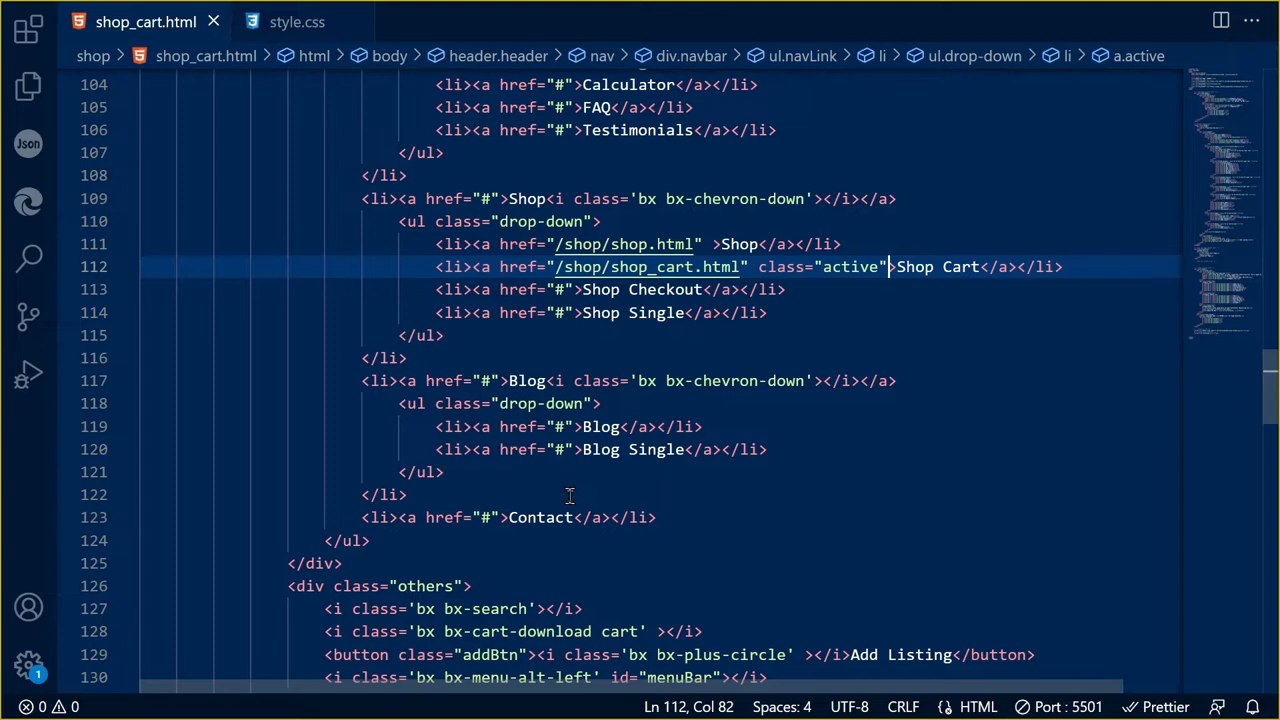 shop_cart.html
style.css
shop > shop_cart.html > html > body > header.header > nav > div.navbar > ul.navLink > li > ul.drop-down > li > a.active
104 <li><a href="#">Calculator</a></li>
105 <li><a href="#">FAQ</a></li>
106 <li><a href="#">Testimonials</a></li>
107 </ul>
108 </li>
109 <li><a href="#">Shop<i class='bx bx-chevron-down'></i></a>
110 <ul class="drop-down">
111 <li><a href="/shop/shop.html" >Shop</a></li>
112 <li><a href="/shop/shop_cart.html" class="active">Shop Cart</a></li>
113 <li><a href="#">Shop Checkout</a></li>
114 <li><a href="#">Shop Single</a></li>
115 </ul>
116 </li>
117 <li><a href="#">Blog<i class='bx bx-chevron-down'></i></a>
118 <ul class="drop-down">
119 <li><a href="#">Blog</a></li>
120 <li><a href="#">Blog Single</a></li>
121 </ul>
122 </li>
123 <li><a href="#">Contact</a></li>
124 </ul>
125 </div>
126 <div class="others">
127 <i class='bx bx-search'></i>
128 <i class='bx bx-cart-download cart' ></i>
129 <button class="addBtn"><i class='bx bx-plus-circle' ></i>Add Listing</button>
130 <i class='bx bx-menu-alt-left' id="menuBar"></i>
Json
1
0 0 Ln 112, Col 82 Spaces: 4 UTF-8 CRLF HTML Port : 5501 Prettier